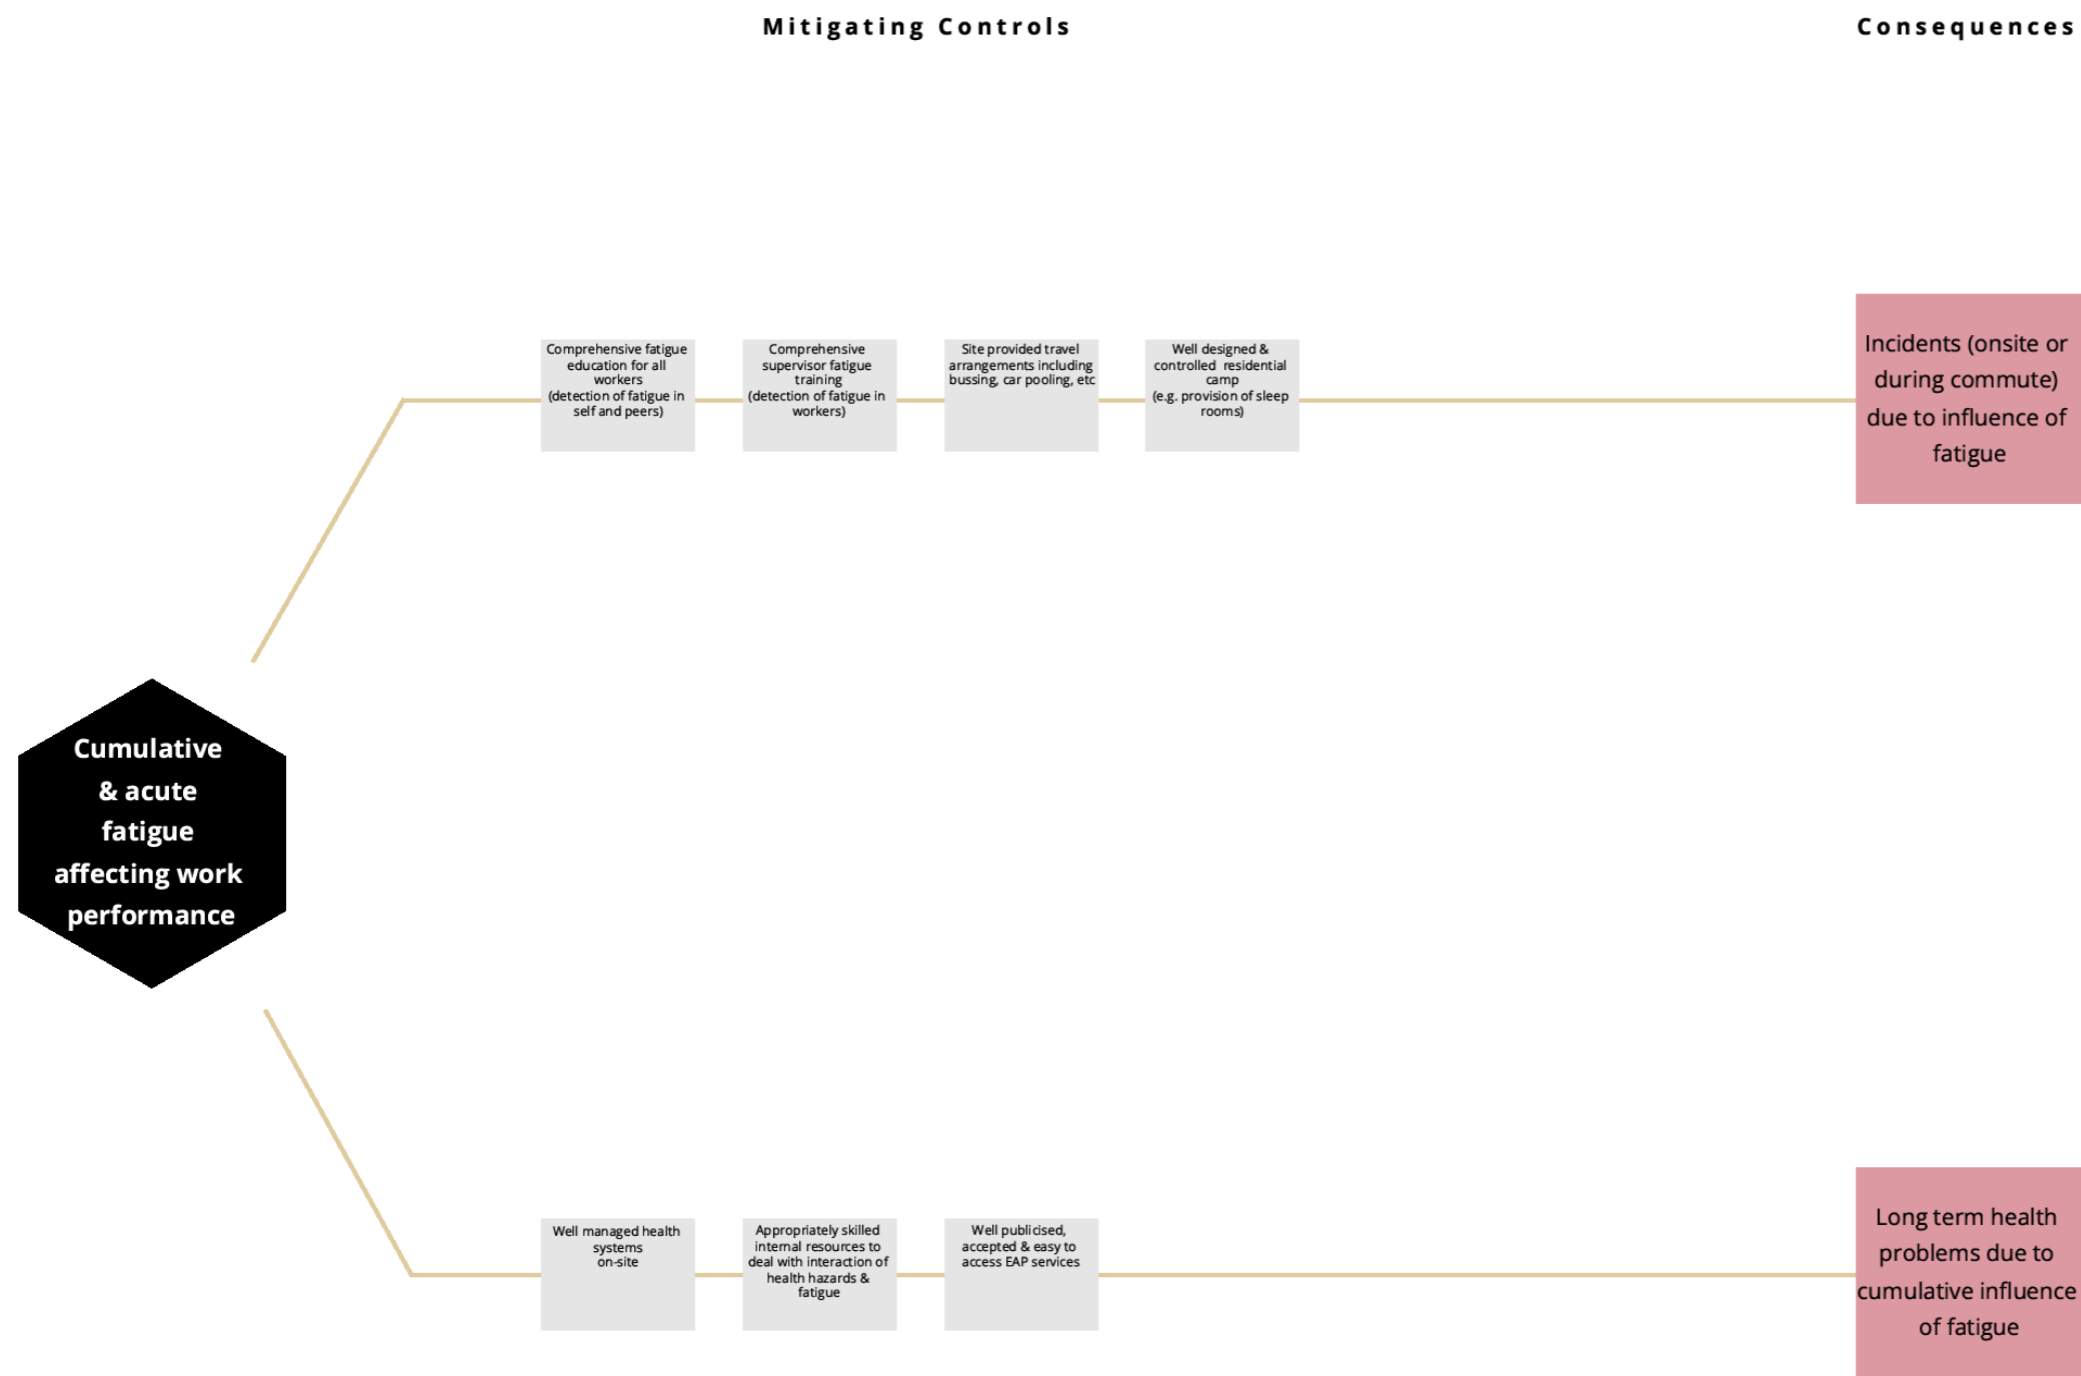 Mitigating Controls
Consequences
Comprehensive fatigue
education for all
workers
(detection of fatigue in
self and peers)
Comprehensive
supervisor fatigue
training
(detection of fatigue in
workers)
Site provided travel
arrangements including
bussing, car pooling, etc
Well designed &
controlled residential
camp
(e.g. provision of sleep
rooms)
Incidents (onsite or
during commute)
due to influence of
fatigue
Cumulative
& acute
fatigue
affecting work
performance
Well managed health
systems
on-site
Appropriately skilled
internal resources to
deal with interaction of
health hazards &
fatigue
Well publicised,
accepted & easy to
access EAP services
Long term health
problems due to
cumulative influence
of fatigue